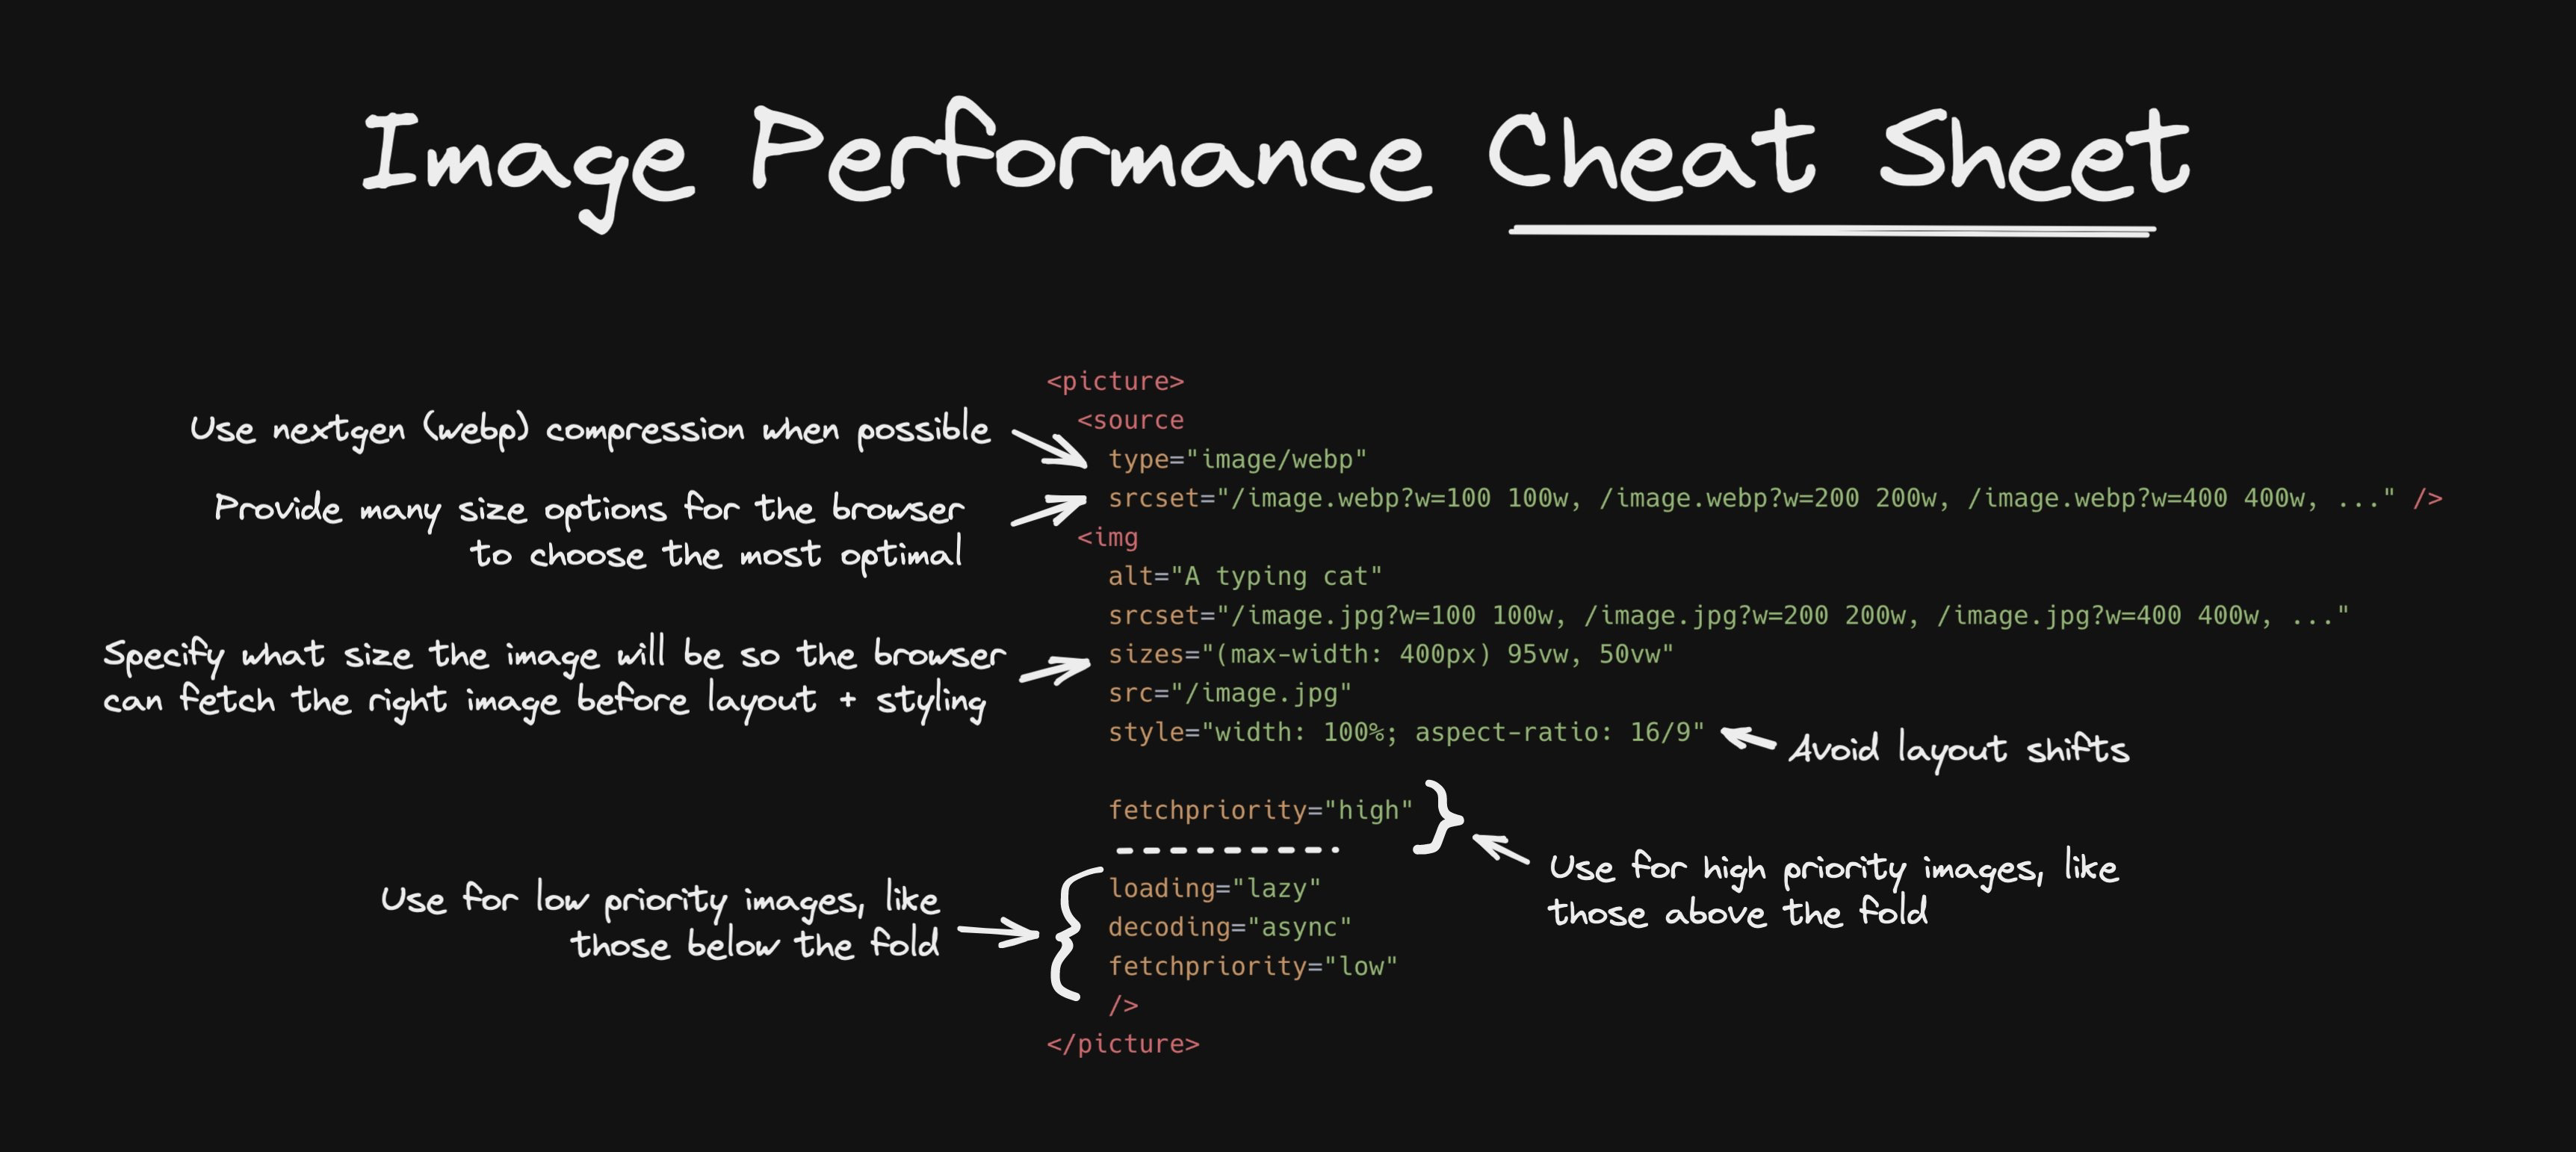 Image Performance Cheat Sheet
<picture>
<source
Use nextgen (webp) compression when possible
type="image/webp"
Provide many size options for the browser
to choose the most optimal
srcset="/image.webp?w=100 100w, /image.webp?w=200 200w, /image.webp?w=400 400w, ..." />
<img
alt="A typing cat"
srcset="/image.jpg?w=100 100w, /image.jpg?w=200 200w, /image.jpg?w=400 400w, ..."
Specify what size the image will be so the browser
can fetch the right image before layout + styling
sizes="(max-width: 400px) 95vw, 50vw"
src="/image.jpg"
style="width: 100%; aspect-ratio: 16/9"
Avoid layout shifts
fetchpriority="high"
Use for high priority images, like
those above the fold
Use for low priority images, like
those below the fold
loading="lazy"
decoding="async"
fetchpriority="low"
/>
</picture>